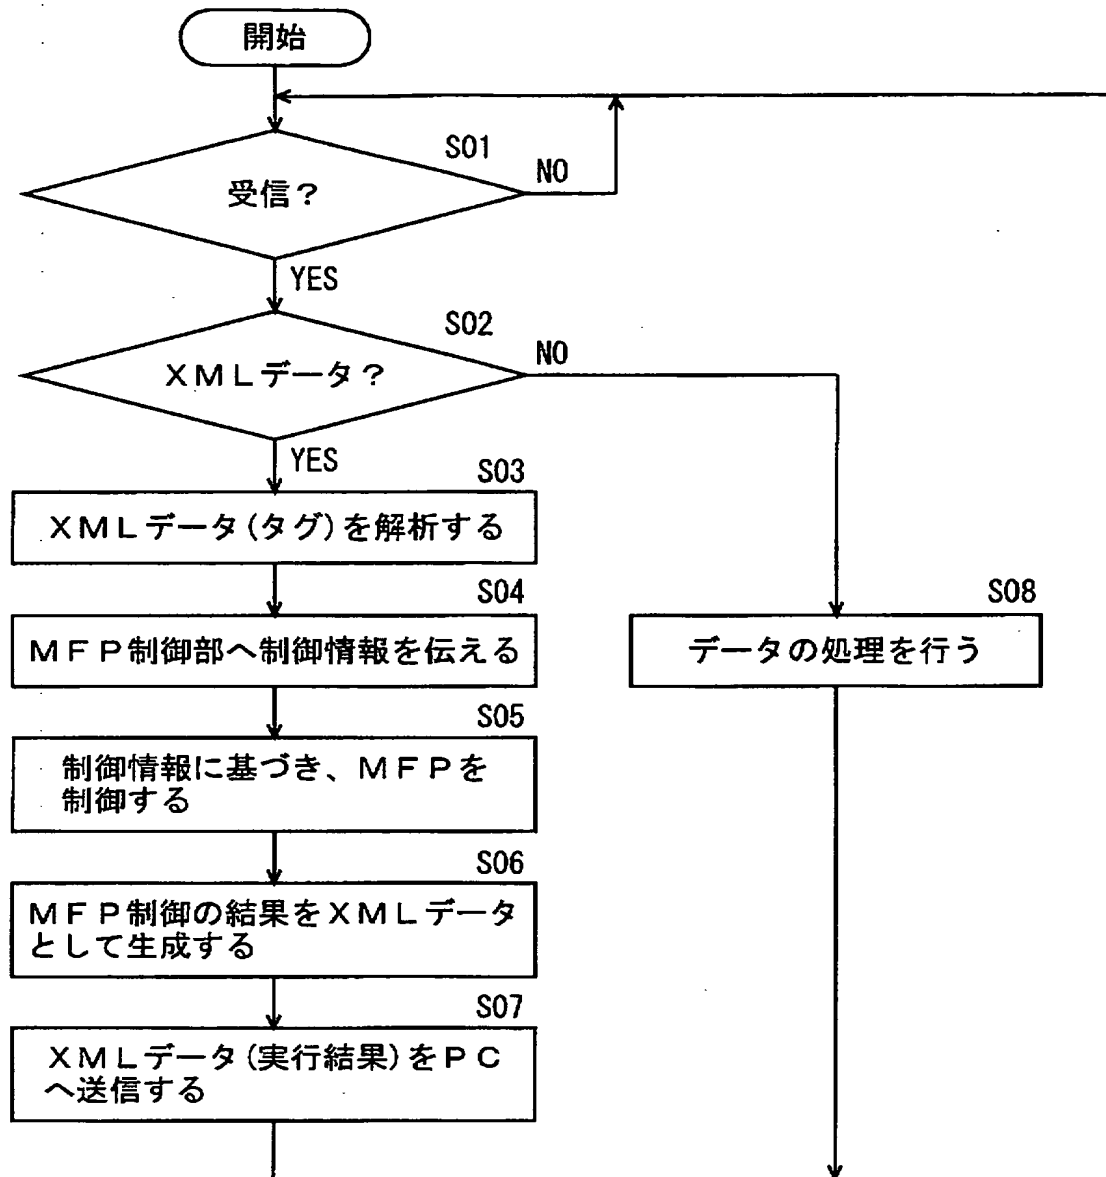 開始
S01
受信？
NO
YES
S02
ＸＭＬデータ？
NO
YES
S03
ＸＭＬデータ(タグ)を解析する
S04
ＭＦＰ制御部へ制御情報を伝える
S08
データの処理を行う
S05
制御情報に基づき、ＭＦＰを
制御する
S06
ＭＦＰ制御の結果をＸＭＬデータ
として生成する
S07
ＸＭＬデータ(実行結果)をＰＣ
へ送信する